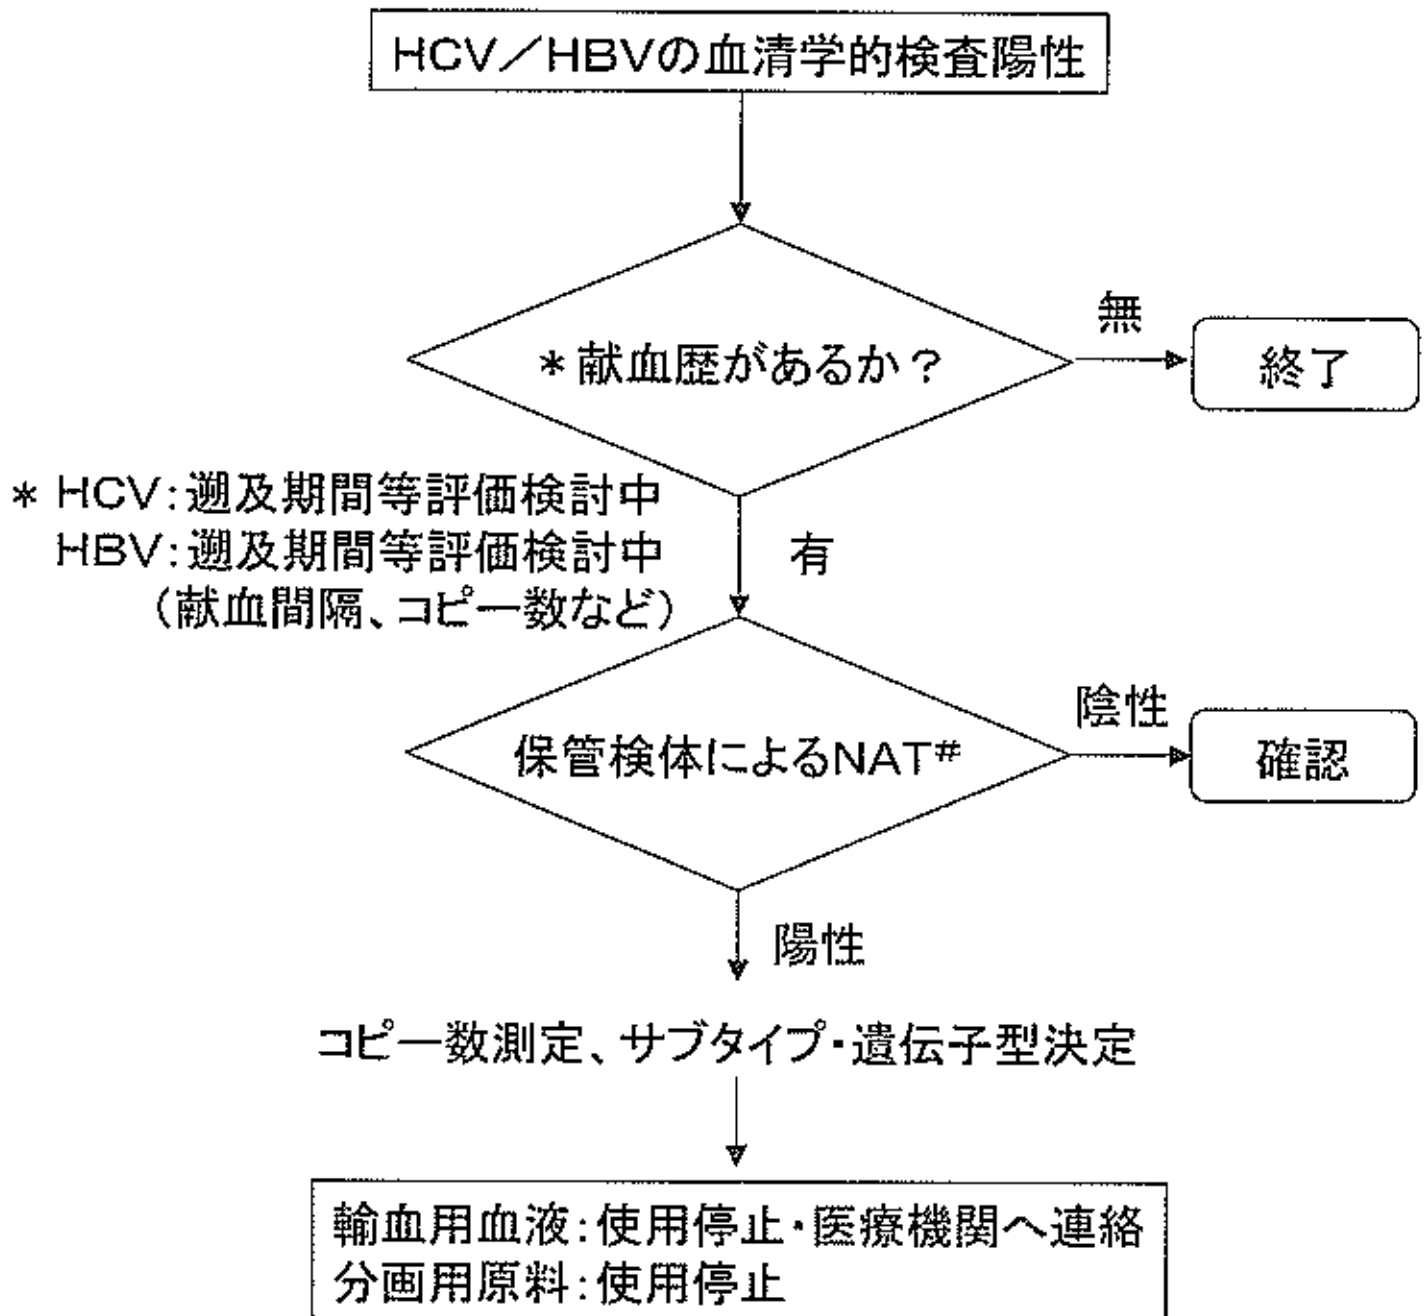 HCV／HBVの血清学的検査陽性
＊献血歴があるか？
無
終了
＊ HCV：遡及期間等評価検討中
HBV：遡及期間等評価検討中
（献血間隔、コピー数など）
有
保管検体によるNAT#
陰性
確認
陽性
コピー数測定、サブタイプ・遺伝子型決定
輸血用血液：使用停止・医療機関へ連絡
分画用原料：使用停止